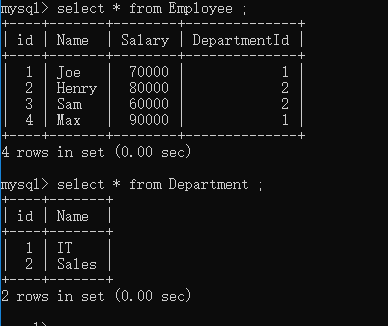 mysql> select * from Employee ;
+----+-------+--------+--------------+
| id | Name  | Salary | DepartmentId |
+----+-------+--------+--------------+
|  1 | Joe   |  70000 |            1 |
|  2 | Henry |  80000 |            2 |
|  3 | Sam   |  60000 |            2 |
|  4 | Max   |  90000 |            1 |
+----+-------+--------+--------------+
4 rows in set (0.00 sec)
mysql> select * from Department ;
+----+-------+
| id | Name  |
+----+-------+
|  1 | IT    |
|  2 | Sales |
+----+-------+
2 rows in set (0.00 sec)
mysql>